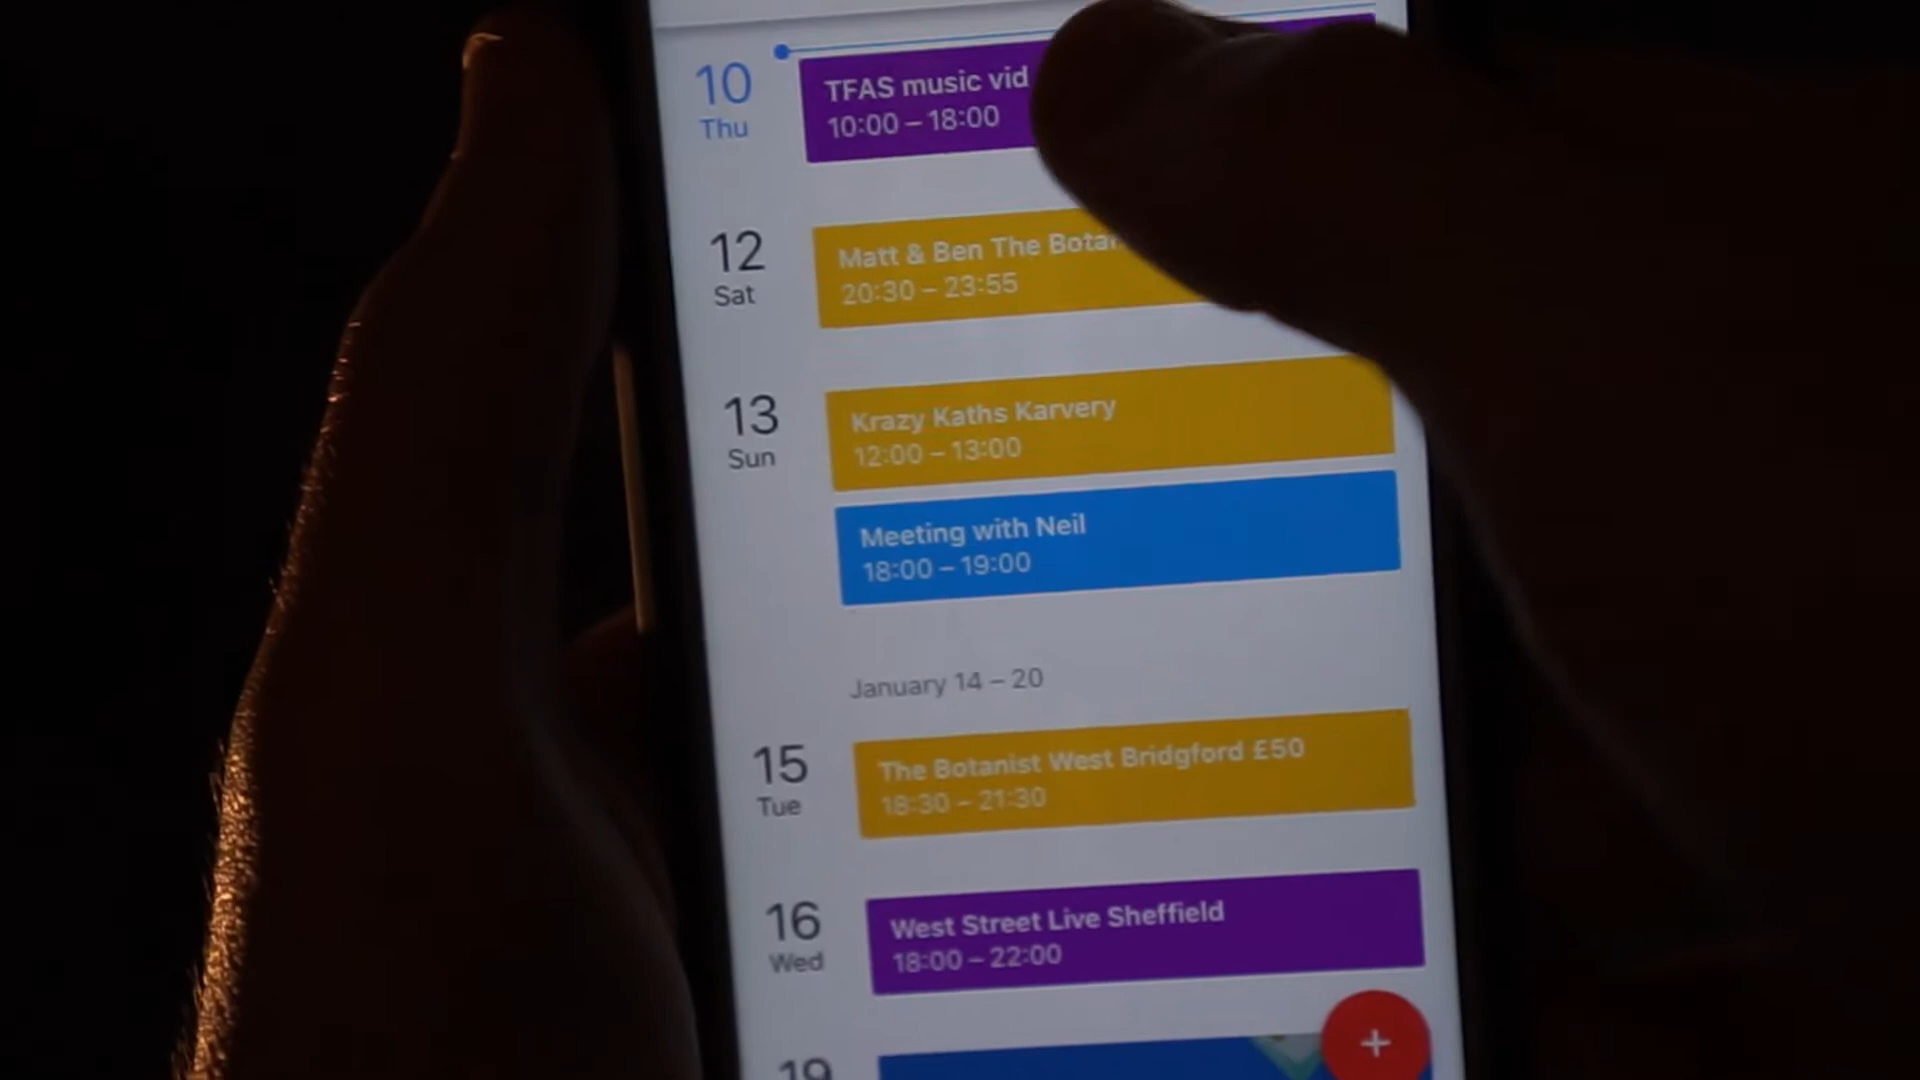 10
Thu
TFAS music vid
10:00 – 18:00
12
Sat
Matt & Ben The
20:30 – 23:55
13
Sun
Krazy Kaths Karvery
12:00 – 13:00
Meeting with Neil
18:00 – 19:00
January 14 – 20
15
Tue
The Botanist West Bridgford £50
18:30 – 21:30
16
Wed
West Street Live Sheffield
18:00 – 22:00
19
+